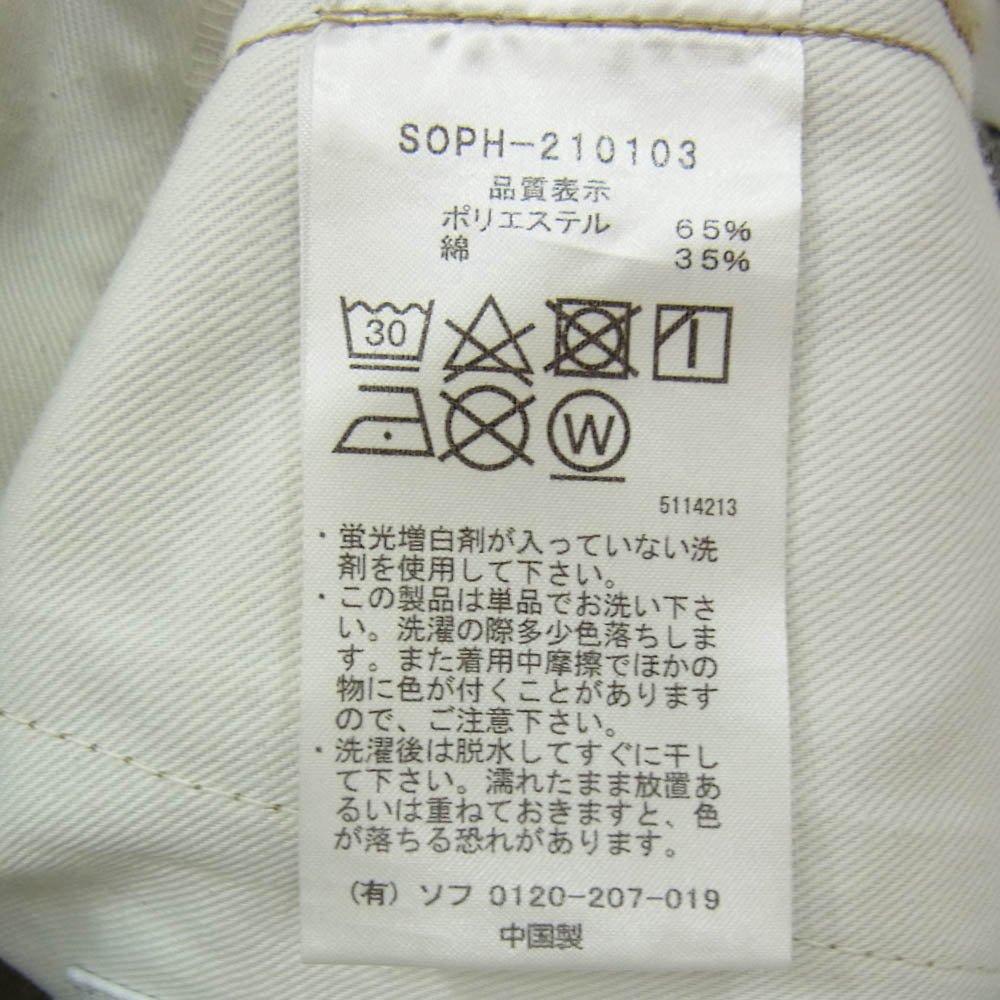 SOPH-210103
品質表示
ポリエステル 65%
綿 35%
30
W
5114213
・蛍光増白剤が入っていない洗
剤を使用して下さい。
・この製品は単品でお洗い下さ
い。洗濯の際多少色落ちしま
す。また着用中摩擦でほかの
物に色が付くことがあります
ので、ご注意下さい。
・洗濯後は脱水してすぐに干し
て下さい。濡れたまま放置あ
るいは重ねておきますと、色
が落ちる恐れがあります。
(有)ソフ 0120-207-019
中国製